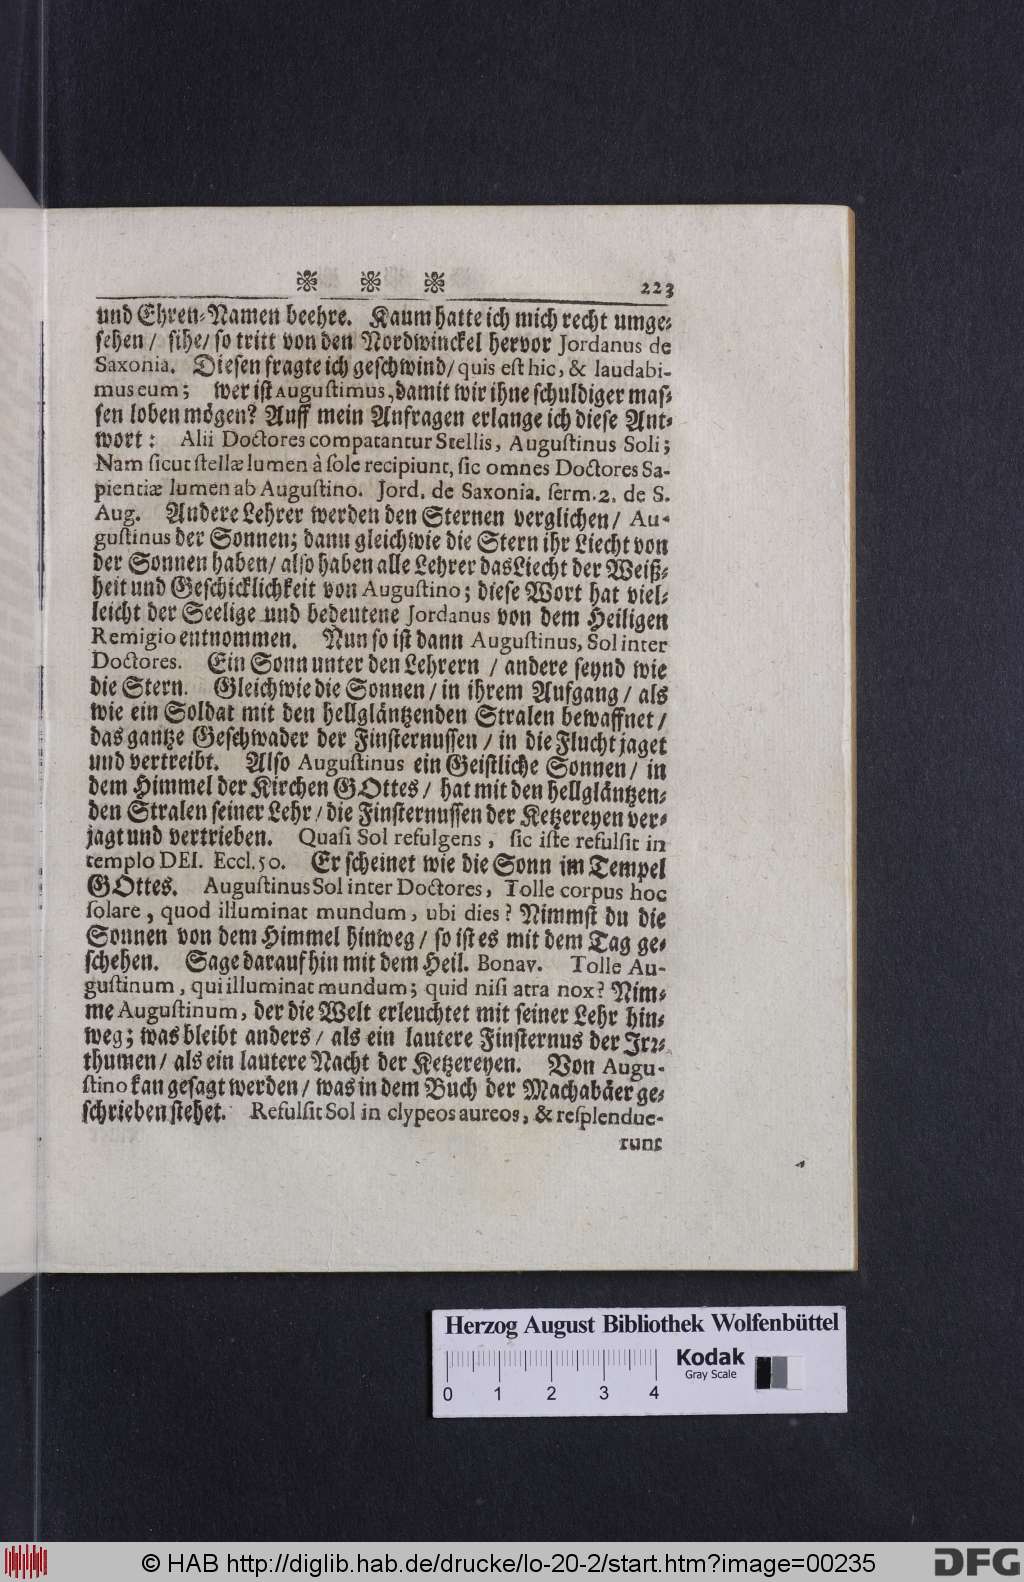 223
und Ehren-Namen beehre. Kaum hatte ich mich recht umge-
sehen / sihe / so tritt von den Nordwinckel hervor Jordanus de
Saxonia. Diesen fragte ich geschwind / quis est hic, & laudabi-
mus eum; wer ist Augustimus, damit wir ihne schuldiger mas-
sen loben mögen? Auff mein Anfragen erlange ich diese Ant-
wort: Alii Doctores compatantur Stellis, Augustinus Soli;
Nam sicut stellæ lumen à sole recipiunt, sic omnes Doctores Sa-
pientiæ lumen ab Augustino. Jord. de Saxonia. serm. 2. de S.
Aug. Andere Lehrer werden den Sternen verglichen / Au-
gustinus der Sonnen; dann gleichwie die Stern ihr Liecht von
der Sonnen haben / also haben alle Lehrer das Liecht der Weiß-
heit und Geschicklichkeit von Augustino; diese Wort hat viel-
leicht der Seelige und bedeutene Jordanus von dem Heiligen
Remigio entnommen. Nun so ist dann Augustinus, Sol inter
Doctores. Ein Sonn unter den Lehrern / andere seynd wie
die Stern. Gleichwie die Sonnen / in ihrem Aufgang / als
wie ein Soldat mit den hellgläntzenden Stralen bewaffnet /
das gantze Geschwader der Finsternussen / in die Flucht jaget
und vertreibt. Also Augustinus ein Geistliche Sonnen / in
dem Himmel der Kirchen GOttes / hat mit den hellgläntzen-
den Stralen seiner Lehr / die Finsternussen der Ketzereyen ver-
jagt und vertrieben. Quasi Sol refulgens, sic iste refulsit in
templo DEI. Eccl. 50. Er scheinet wie die Sonn im Tempel
GOttes. Augustinus Sol inter Doctores, Tolle corpus hoc
solare, quod illuminat mundum, ubi dies? Nimmst du die
Sonnen von dem Himmel hinweg / so ist es mit dem Tag ge-
schehen. Sage darauf hin mit dem Heil. Bonav. Tolle Au-
gustinum, qui illuminat mundum; quid nisi atra nox? Nim-
me Augustinum, der die Welt erleuchtet mit seiner Lehr hin-
weg; was bleibt anders / als ein lautere Finsternus der Irr-
thumen / als ein lautere Nacht der Ketzereyen. Von Augu-
stino kan gesagt werden / was in dem Buch der Machabäer ge-
schrieben stehet. Refulsit Sol in clypeos aureos, & resplendue-
runt
Herzog August Bibliothek Wolfenbüttel
Kodak
Gray Scale
0 1 2 3 4
© HAB http://diglib.hab.de/drucke/lo-20-2/start.htm?image=00235
DFG